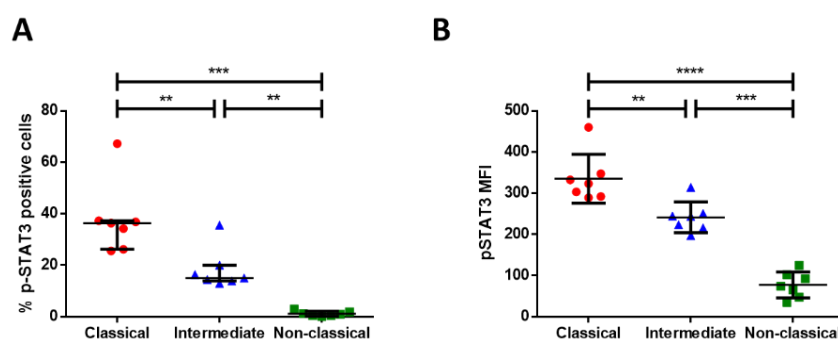 A
***
** **
% p-STAT3 positive cells
80
60
40
20
0
Classical Intermediate Non-classical
B
****
** ***
pSTAT3 MFI
500
400
300
200
100
0
Classical Intermediate Non-classical